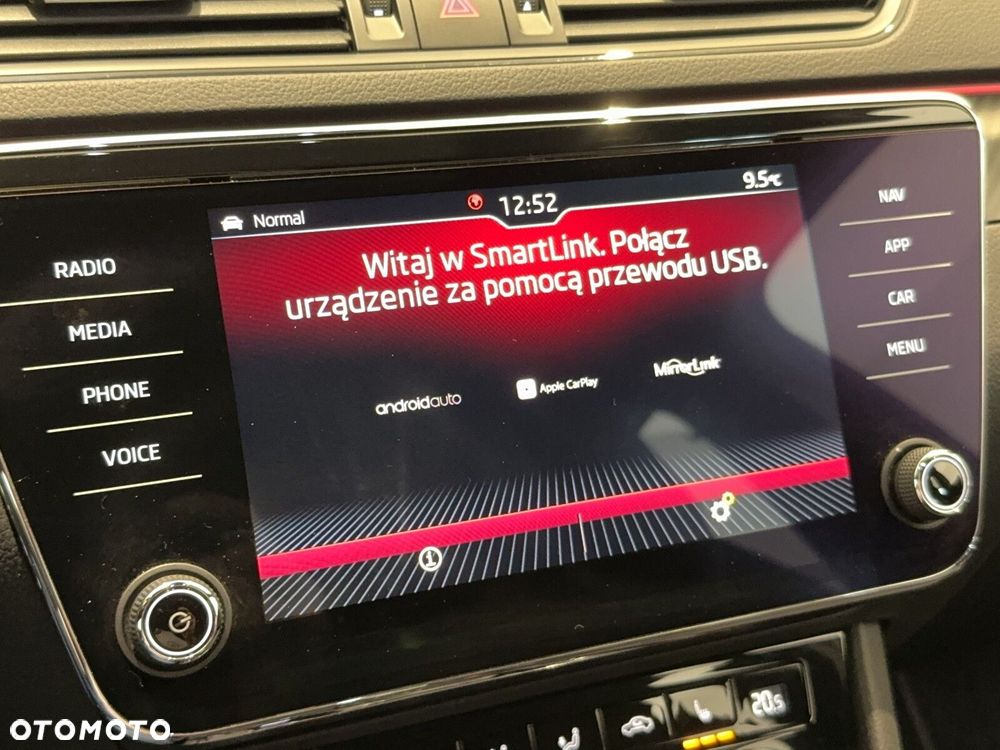 Normal
12:52
9.5°C
Witaj w SmartLink. Połącz
urządzenie za pomocą przewodu USB.
androidauto
Apple CarPlay
MirrorLink
RADIO
MEDIA
PHONE
VOICE
NAV
APP
CAR
MENU
20.5
OTOMOTO